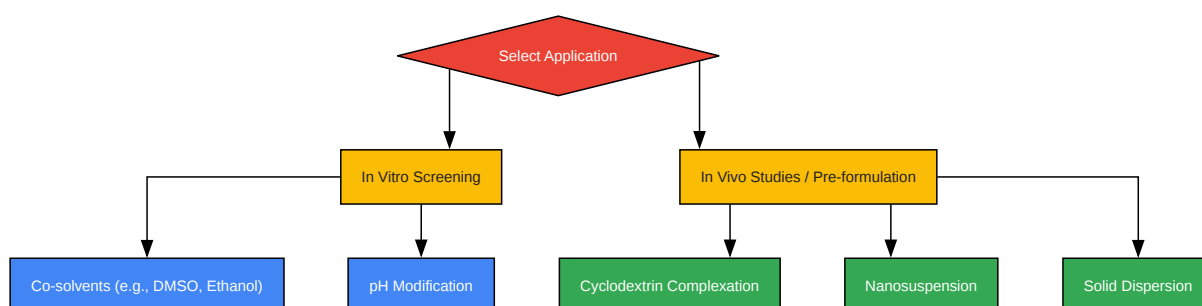 Select Application
In Vitro Screening
In Vivo Studies / Pre-formulation
Co-solvents (e.g., DMSO, Ethanol)
pH Modification
Cyclodextrin Complexation
Nanosuspension
Solid Dispersion